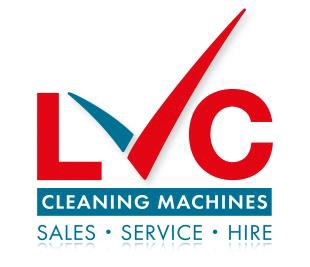 LVC
CLEANING MACHINES
SALES • SERVICE • HIRE